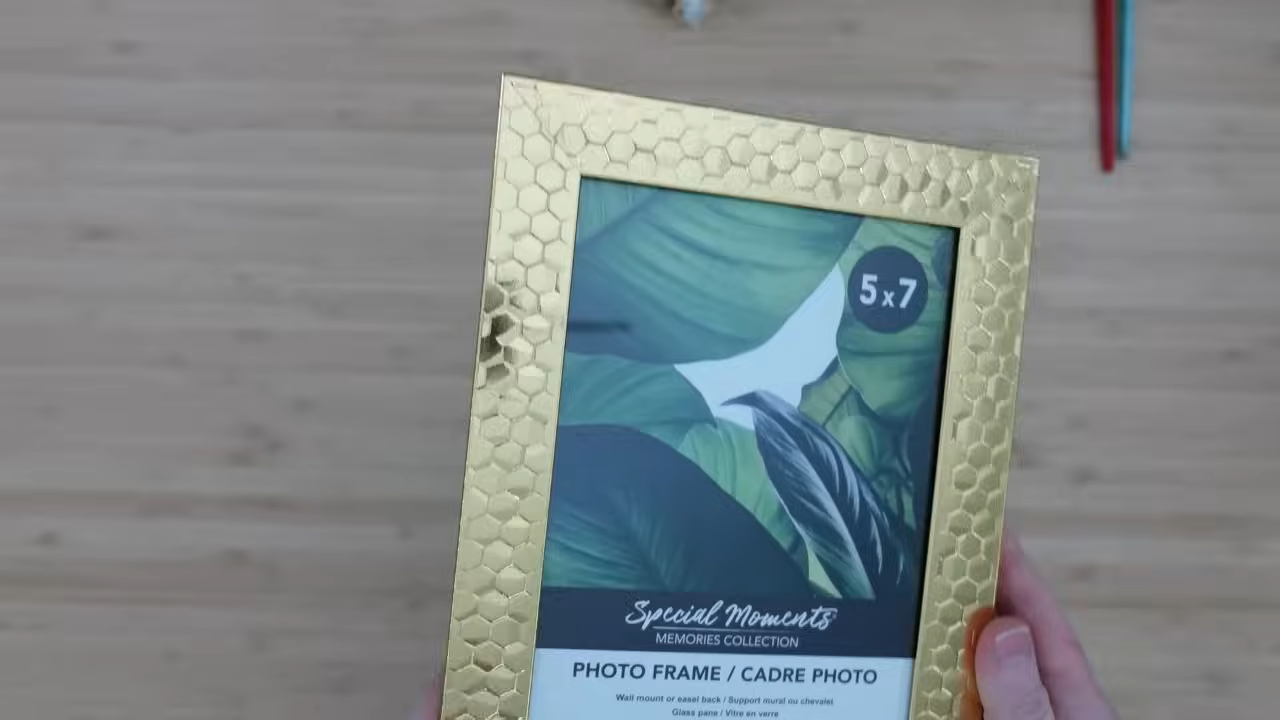 5x7
Special Moments
MEMORIES COLLECTION
PHOTO FRAME / CADRE PHOTO
Wall mount or easel back / Support mural ou chevalet
Glass pane / Vitre en verre